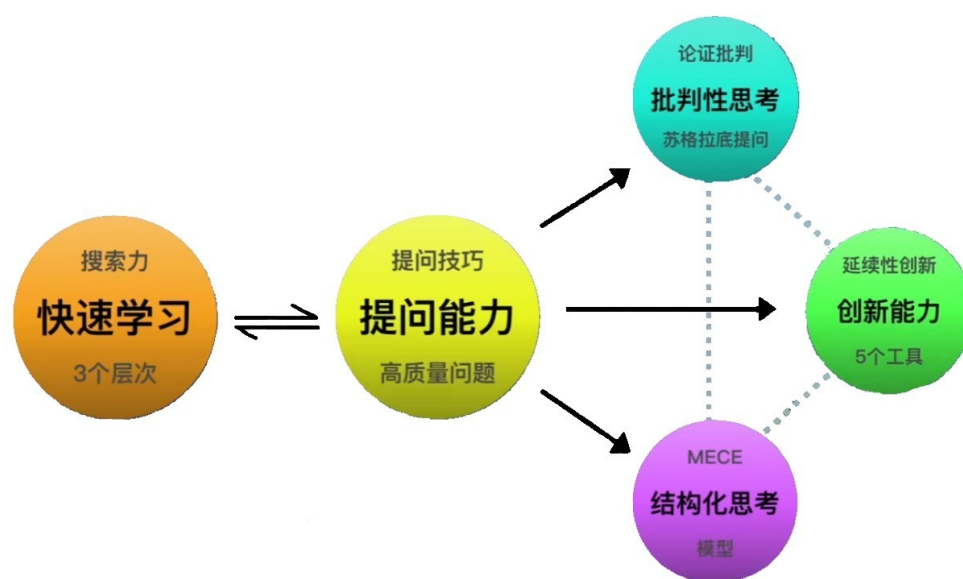 搜索力
快速学习
3个层次
提问技巧
提问能力
高质量问题
论证批判
批判性思考
苏格拉底提问
延续性创新
创新能力
5个工具
MECE
结构化思考
模型